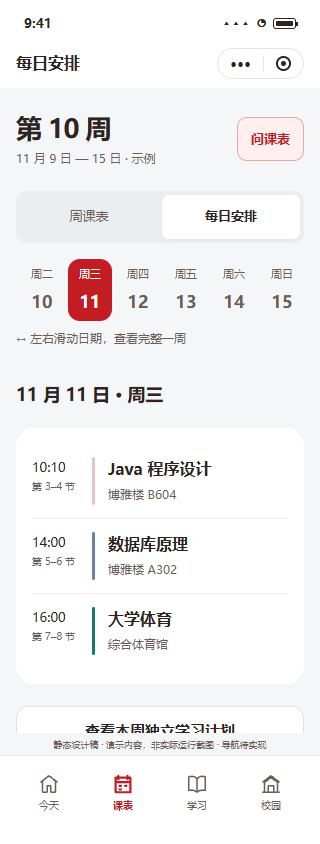 9:41
每日安排
第 10 周
11 月 9 日 — 15 日 · 示例
问课表
周课表
每日安排
周二 周三 周四 周五 周六 周日
10 11 12 13 14 15
↔ 左右滑动日期，查看完整一周
11 月 11 日 · 周三
10:10 Java 程序设计
第 3–4 节 博雅楼 B604
14:00 数据库原理
第 5–6 节 博雅楼 A302
16:00 大学体育
第 7–8 节 综合体育馆
查看本周独立学习计划
静态设计稿 · 演示内容，非实际运行截图 · 导航待实现
今天 课表 学习 校园